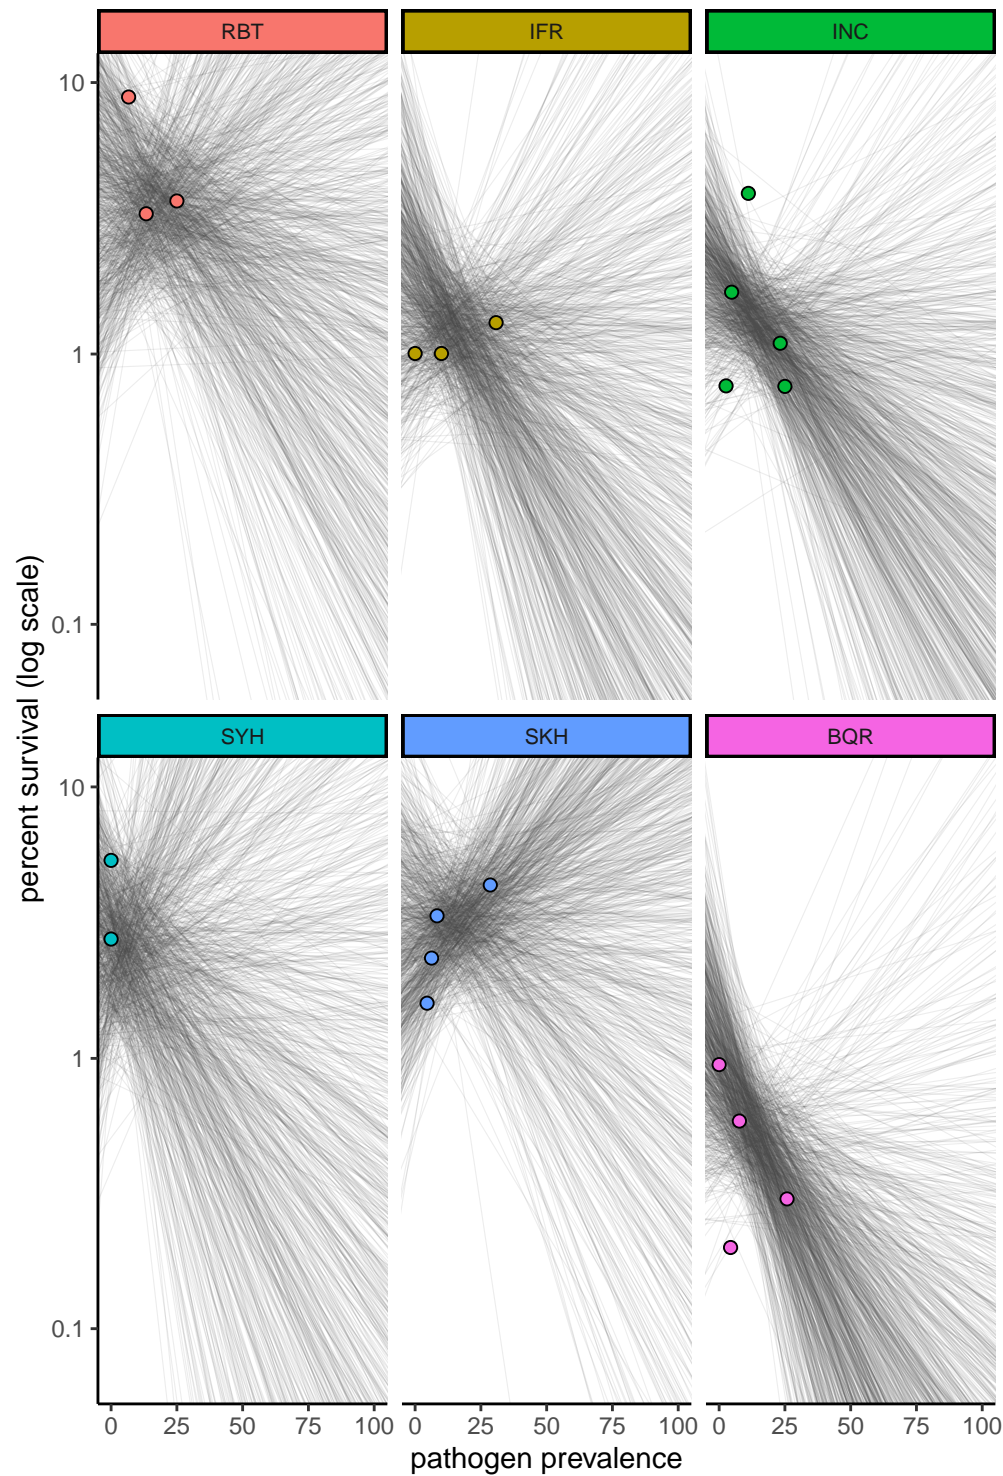 RBT IFR INC
10
1
0.1
percent survival (log scale)
SYH SKH BQR
10
1
0.1
0 25 50 75 100 0 25 50 75 100 0 25 50 75 100
pathogen prevalence